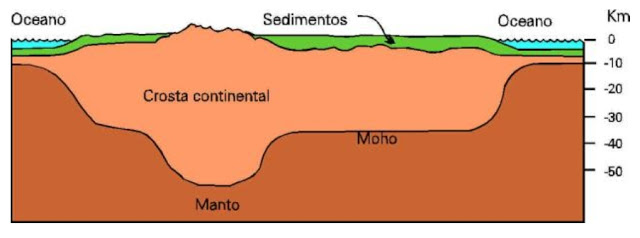 Oceano
Sedimentos
Oceano
Km
0
-10
Crosta continental
-20
-30
Moho
-40
-50
Manto